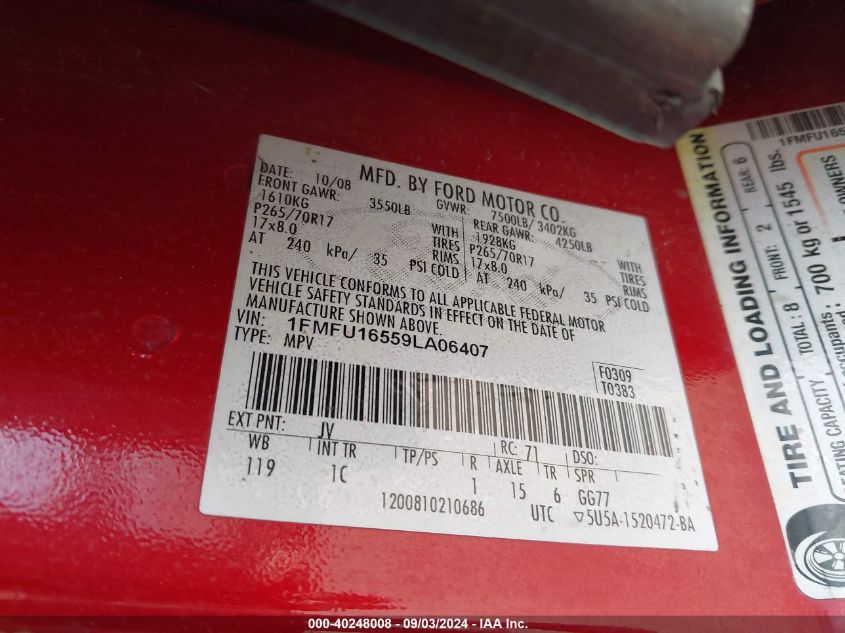 MFD. BY FORD MOTOR CO.
DATE: 10/08 GVWR: 7500LB/ 3402KG
FRONT GAWR: 3550LB REAR GAWR: 4250LB
1610KG WITH 1928KG WITH
P265/70R17 TIRES P265/70R17 TIRES
17x8.0 RIMS 17x8.0 RIMS
AT 240 kPa/ 35 PSI COLD AT 240 kPa/ 35 PSI COLD
THIS VEHICLE CONFORMS TO ALL APPLICABLE FEDERAL MOTOR
VEHICLE SAFETY STANDARDS IN EFFECT ON THE DATE OF
MANUFACTURE SHOWN ABOVE.
VIN: 1FMFU16559LA06407
TYPE: MPV
F0309
T0383
EXT PNT: JV RC: 71 DSO:
WB INT TR TP/PS R AXLE TR SPR
119 1C 1 15 6 GG77
1200810210686 UTC ▽5U5A-1520472-BA
1FMFU165
TIRE AND LOADING INFORMATION
TOTAL: 8 FRONT: 2 REAR: 6
700 kg or 1545 lbs.
OWNERS
000-40248008 - 09/03/2024 - IAA Inc.